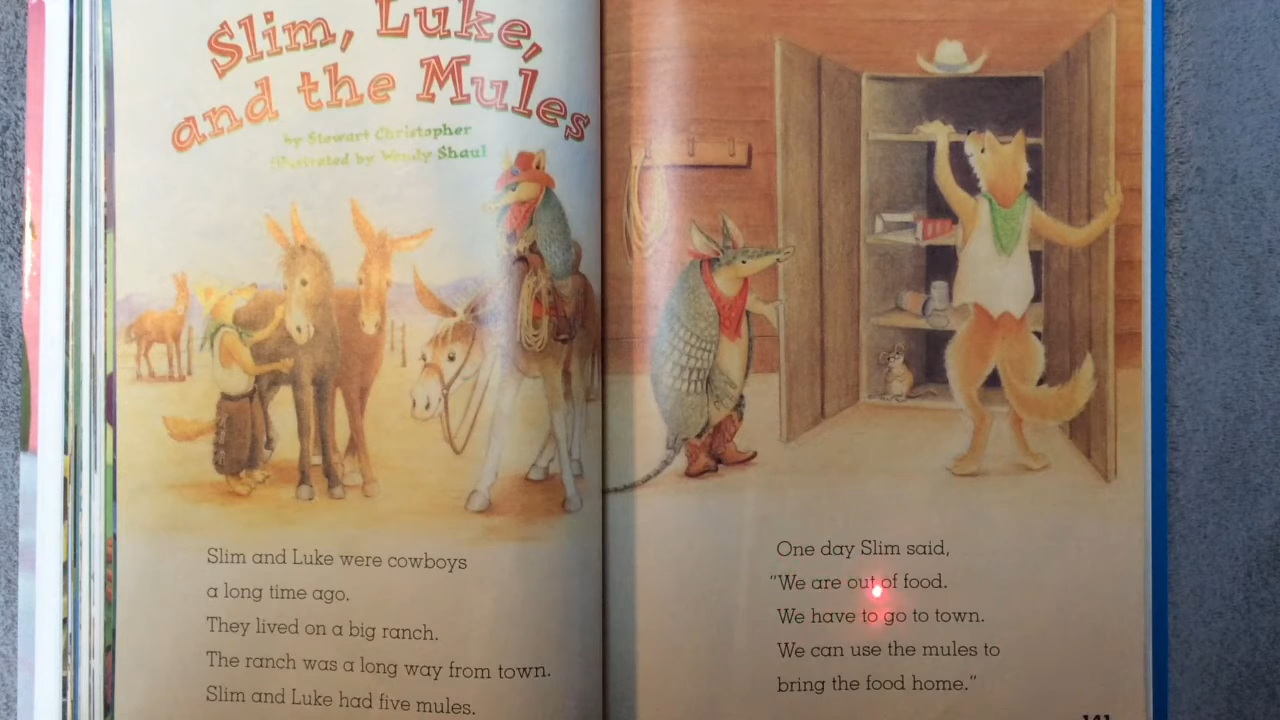 Slim, Luke,
and the Mules
by Stewart Christopher
illustrated by Wendy Shaul
Slim and Luke were cowboys
a long time ago.
They lived on a big ranch.
The ranch was a long way from town.
Slim and Luke had five mules.
One day Slim said,
"We are out of food.
We have to go to town.
We can use the mules to
bring the food home."